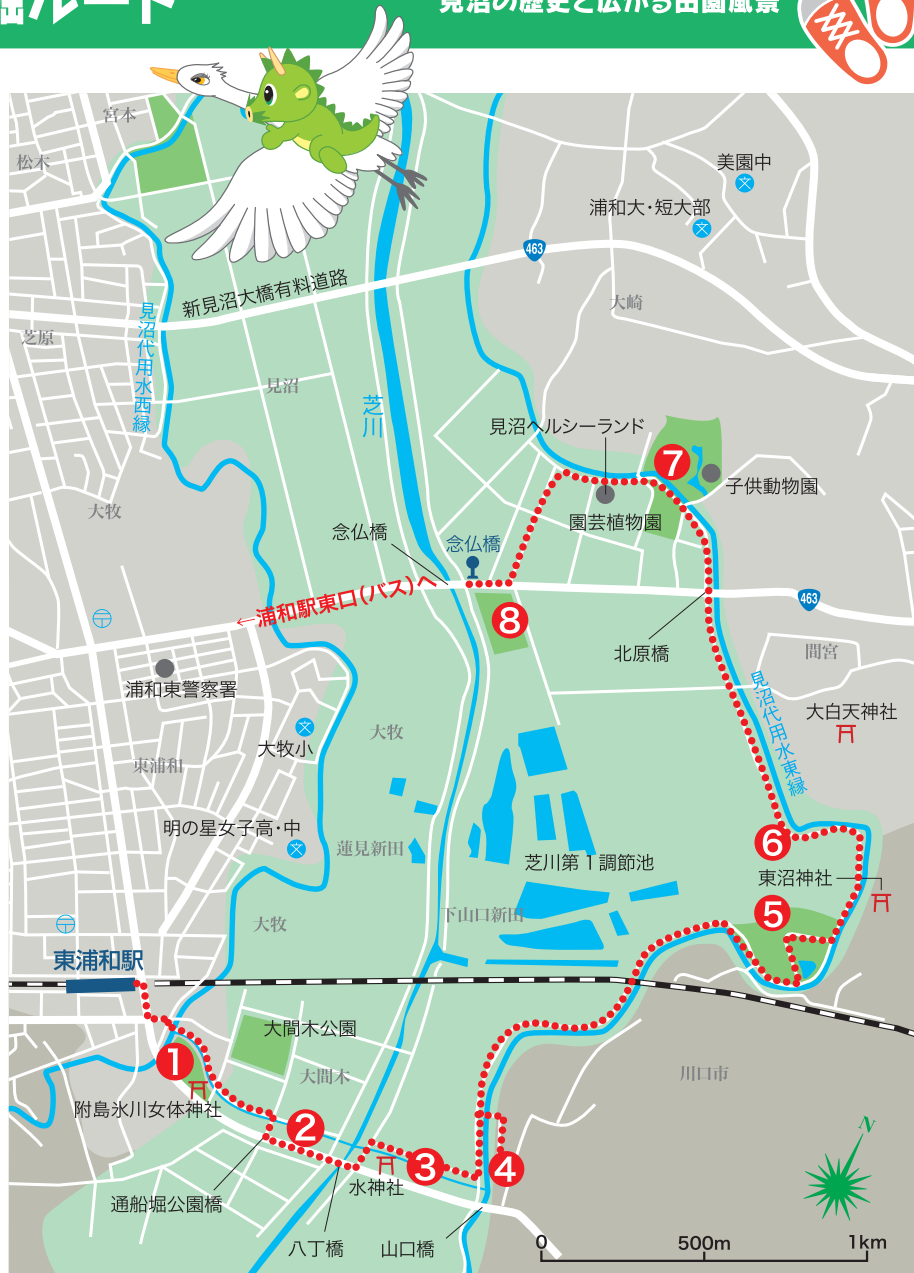 堀ルート
見沼の歴史と広がる田園風景
宮本
松木
美園中
浦和大・短大部
463
新見沼大橋有料道路
大崎
見沼代用水西縁
芝原
見沼
芝川
見沼ヘルシーランド
7
子供動物園
大牧
園芸植物園
念仏橋
念仏橋
←浦和駅東口(バス)へ
463
8
北原橋
間宮
浦和東警察署
見沼代用水東縁
大白天神社
大牧小
大牧
東浦和
明の星女子高・中
蓮見新田
6
芝川第1調節池
東沼神社
大牧
下山口新田
5
東浦和駅
大間木公園
1
大間木
川口市
附島氷川女体神社
2
N
3
4
水神社
通船堀公園橋
八丁橋
山口橋
0
500m
1km